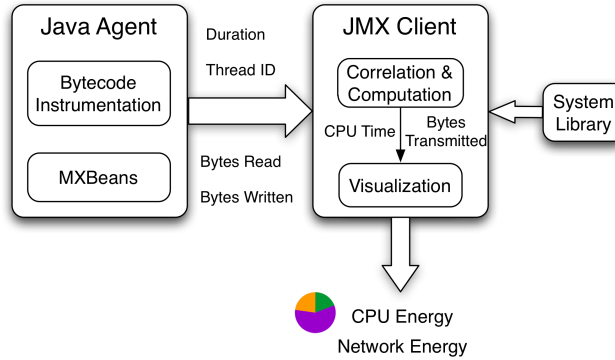 Java Agent
Bytecode
Instrumentation
MXBeans
Duration
Thread ID
Bytes Read
Bytes Written
JMX Client
Correlation &
Computation
CPU Time
Bytes
Transmitted
Visualization
System
Library
CPU Energy
Network Energy